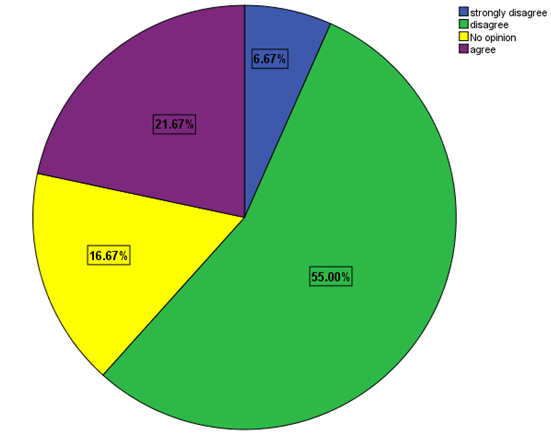 strongly disagree
disagree
No opinion
agree
6.67%
21.67%
16.67%
55.00%